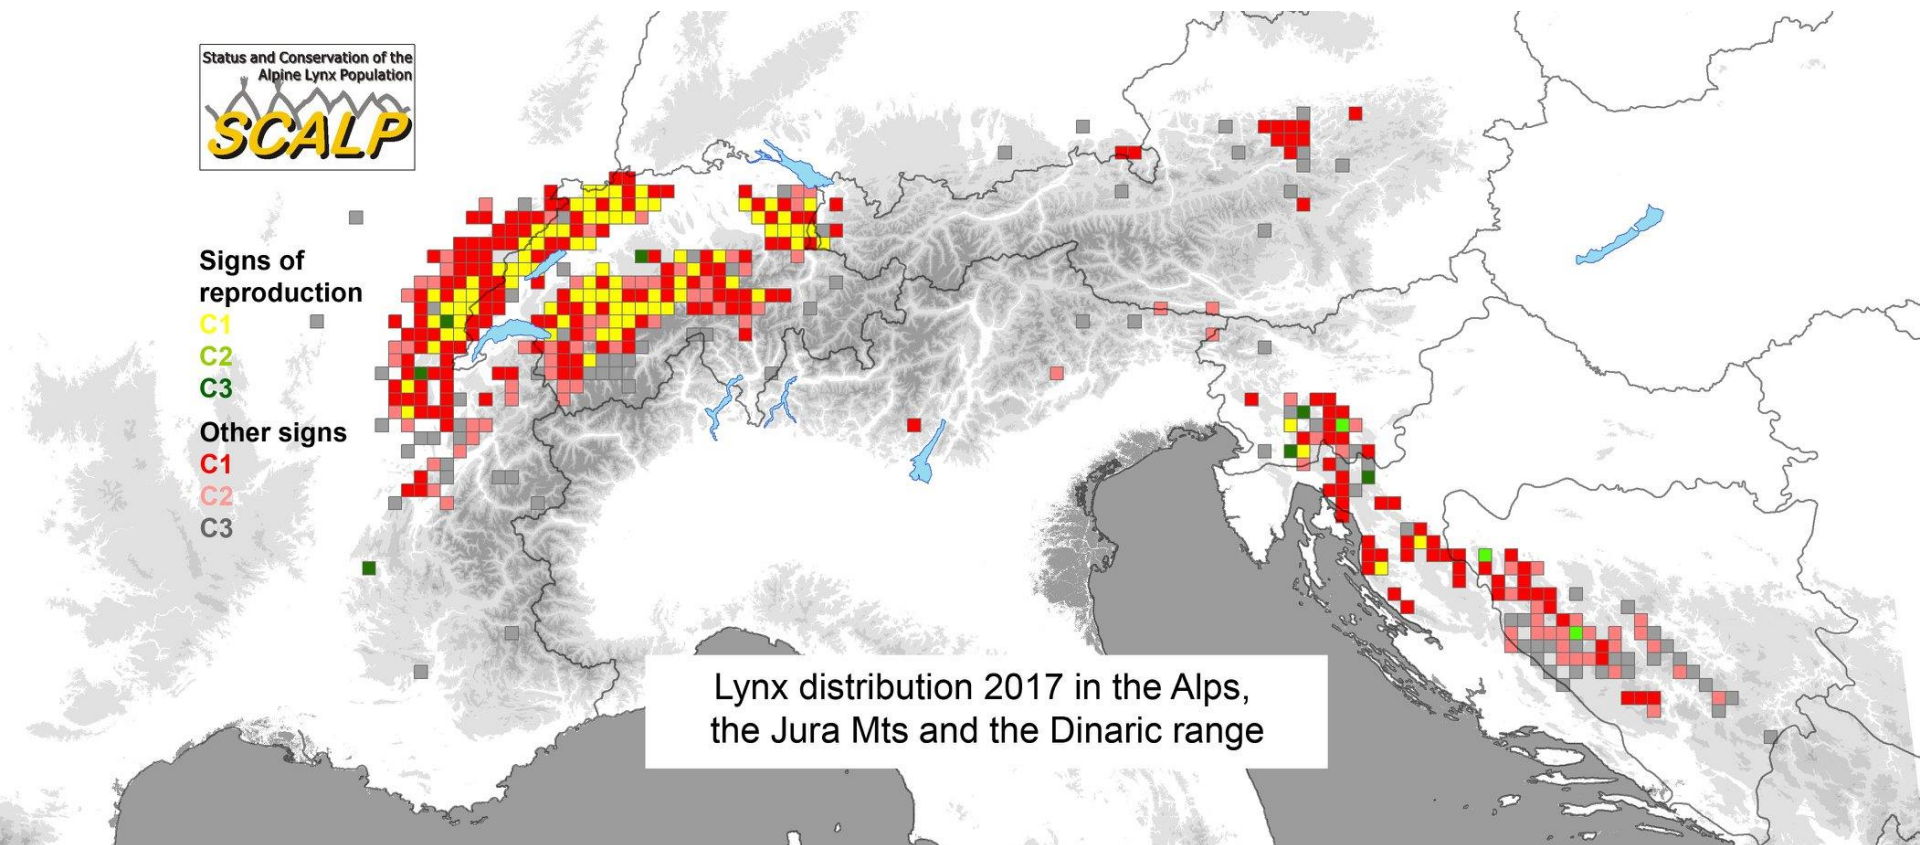 Status and Conservation of the
Alpine Lynx Population
SCALP
Signs of
reproduction
C1
C2
C3
Other signs
C1
C2
C3
Lynx distribution 2017 in the Alps,
the Jura Mts and the Dinaric range